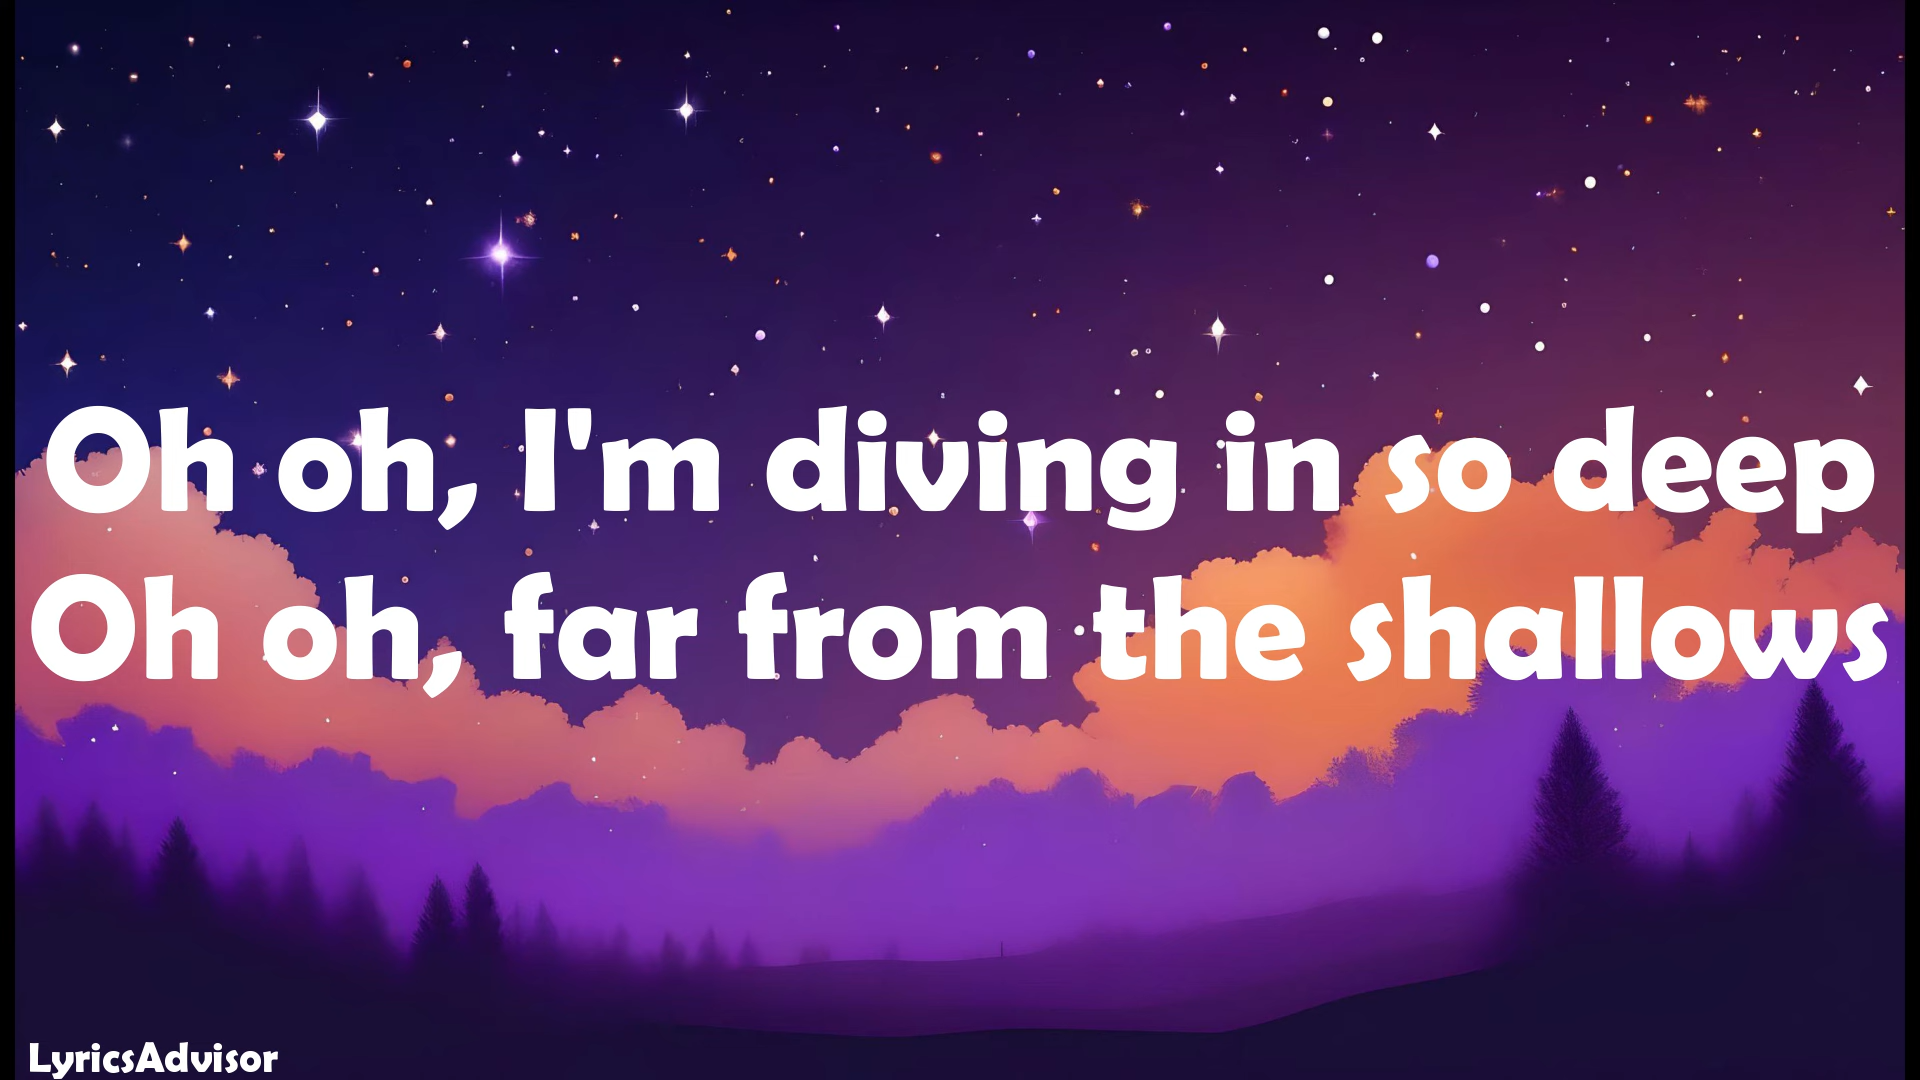 Oh oh, I'm diving in so deep
Oh oh, far from the shallows
LyricsAdvisor